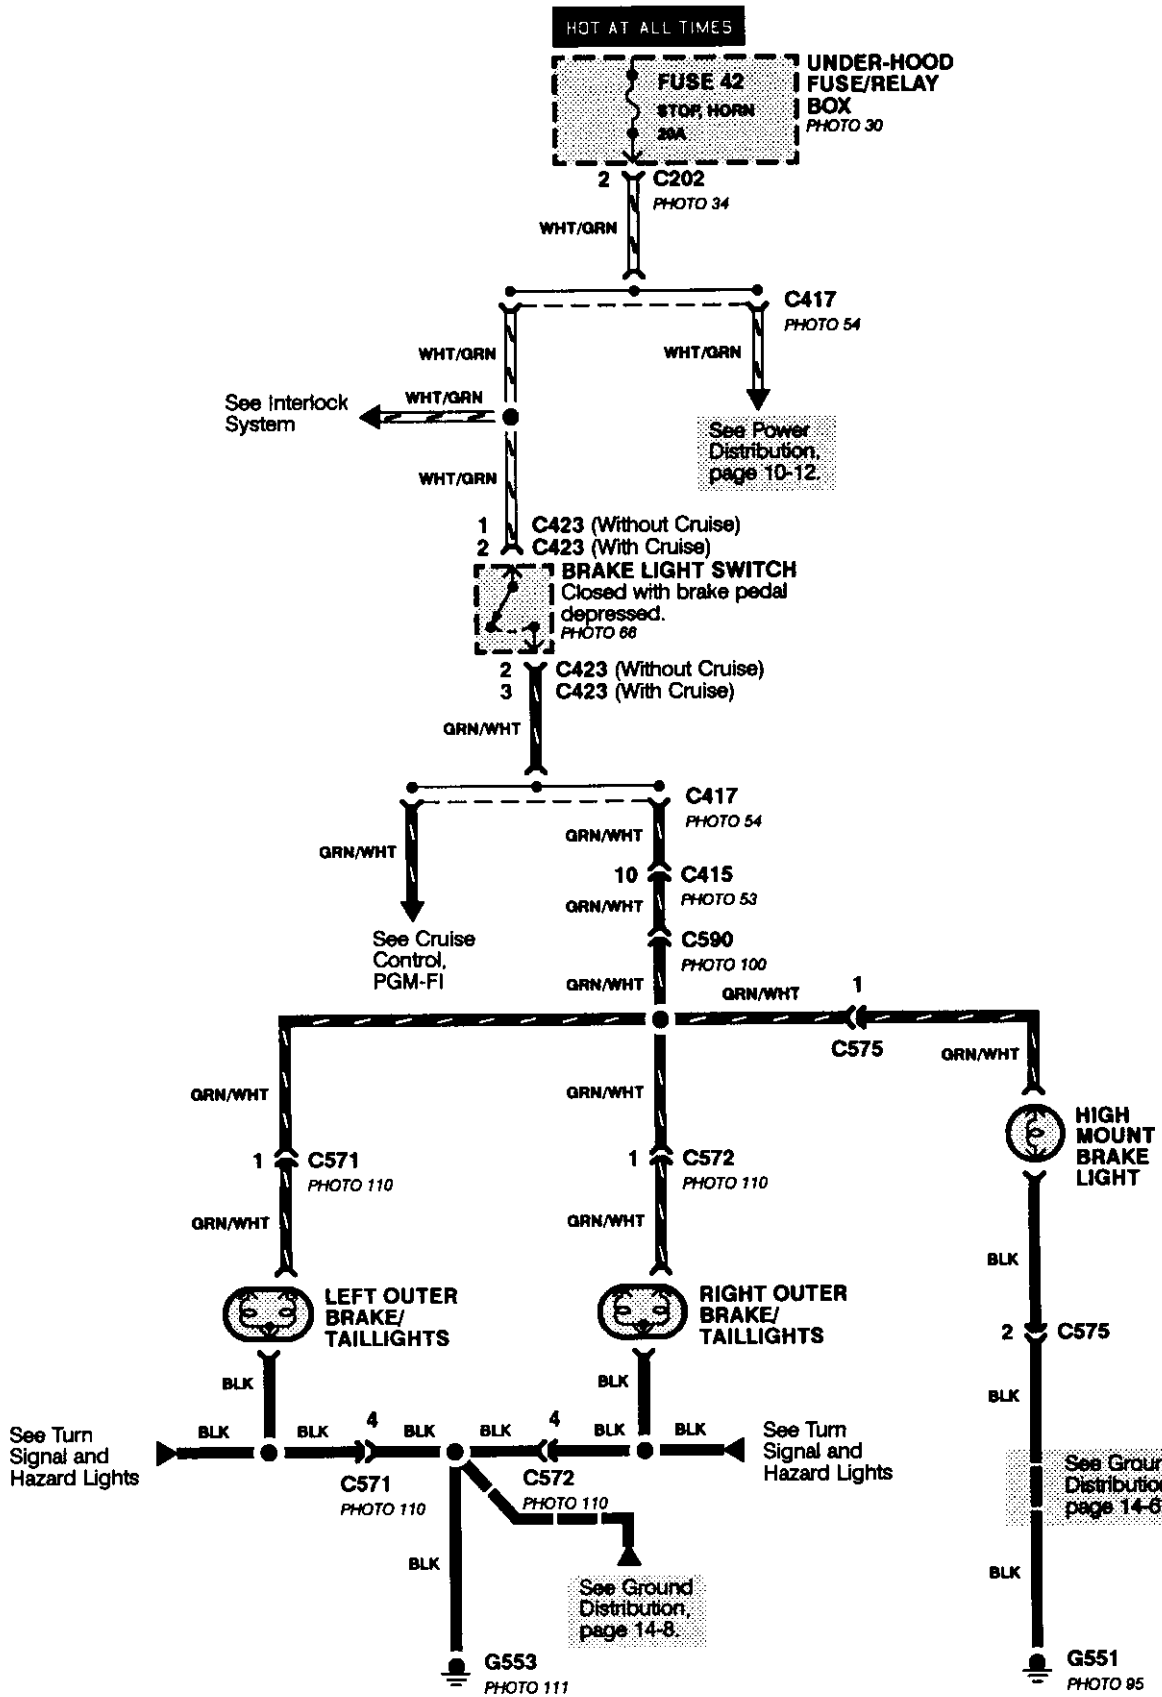 HOT AT ALL TIMES
UNDER-HOOD
FUSE/RELAY
BOX
PHOTO 30
FUSE 42
STOP, HORN
20A
2
C202
PHOTO 34
WHT/GRN
C417
PHOTO 54
WHT/GRN
WHT/GRN
See Interlock
System
WHT/GRN
See Power
Distribution,
page 10-12.
WHT/GRN
1 C423 (Without Cruise)
2 C423 (With Cruise)
BRAKE LIGHT SWITCH
Closed with brake pedal
depressed.
PHOTO 68
2 C423 (Without Cruise)
3 C423 (With Cruise)
GRN/WHT
C417
PHOTO 54
GRN/WHT
GRN/WHT
10 C415
PHOTO 53
GRN/WHT
C590
PHOTO 100
See Cruise
Control,
PGM-FI
GRN/WHT
GRN/WHT
1
C575
GRN/WHT
GRN/WHT
GRN/WHT
HIGH
MOUNT
BRAKE
LIGHT
1 C571
PHOTO 110
1 C572
PHOTO 110
GRN/WHT
GRN/WHT
BLK
LEFT OUTER
BRAKE/
TAILLIGHTS
RIGHT OUTER
BRAKE/
TAILLIGHTS
2 C575
BLK
BLK
BLK
See Turn
Signal and
Hazard Lights
BLK
BLK
4
BLK
BLK
4
BLK
BLK
See Turn
Signal and
Hazard Lights
C571
PHOTO 110
C572
PHOTO 110
See Groun
Distributio
page 14-6
BLK
BLK
See Ground
Distribution,
page 14-8.
G553
PHOTO 111
G551
PHOTO 95